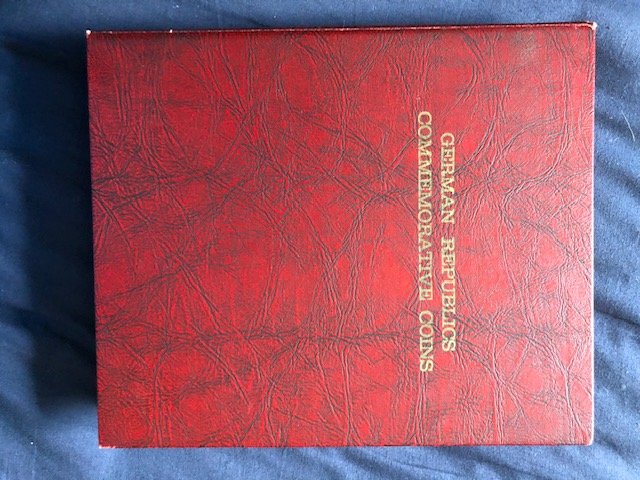 GERMAN REPUBLICS
COMMEMORATIVE COINS